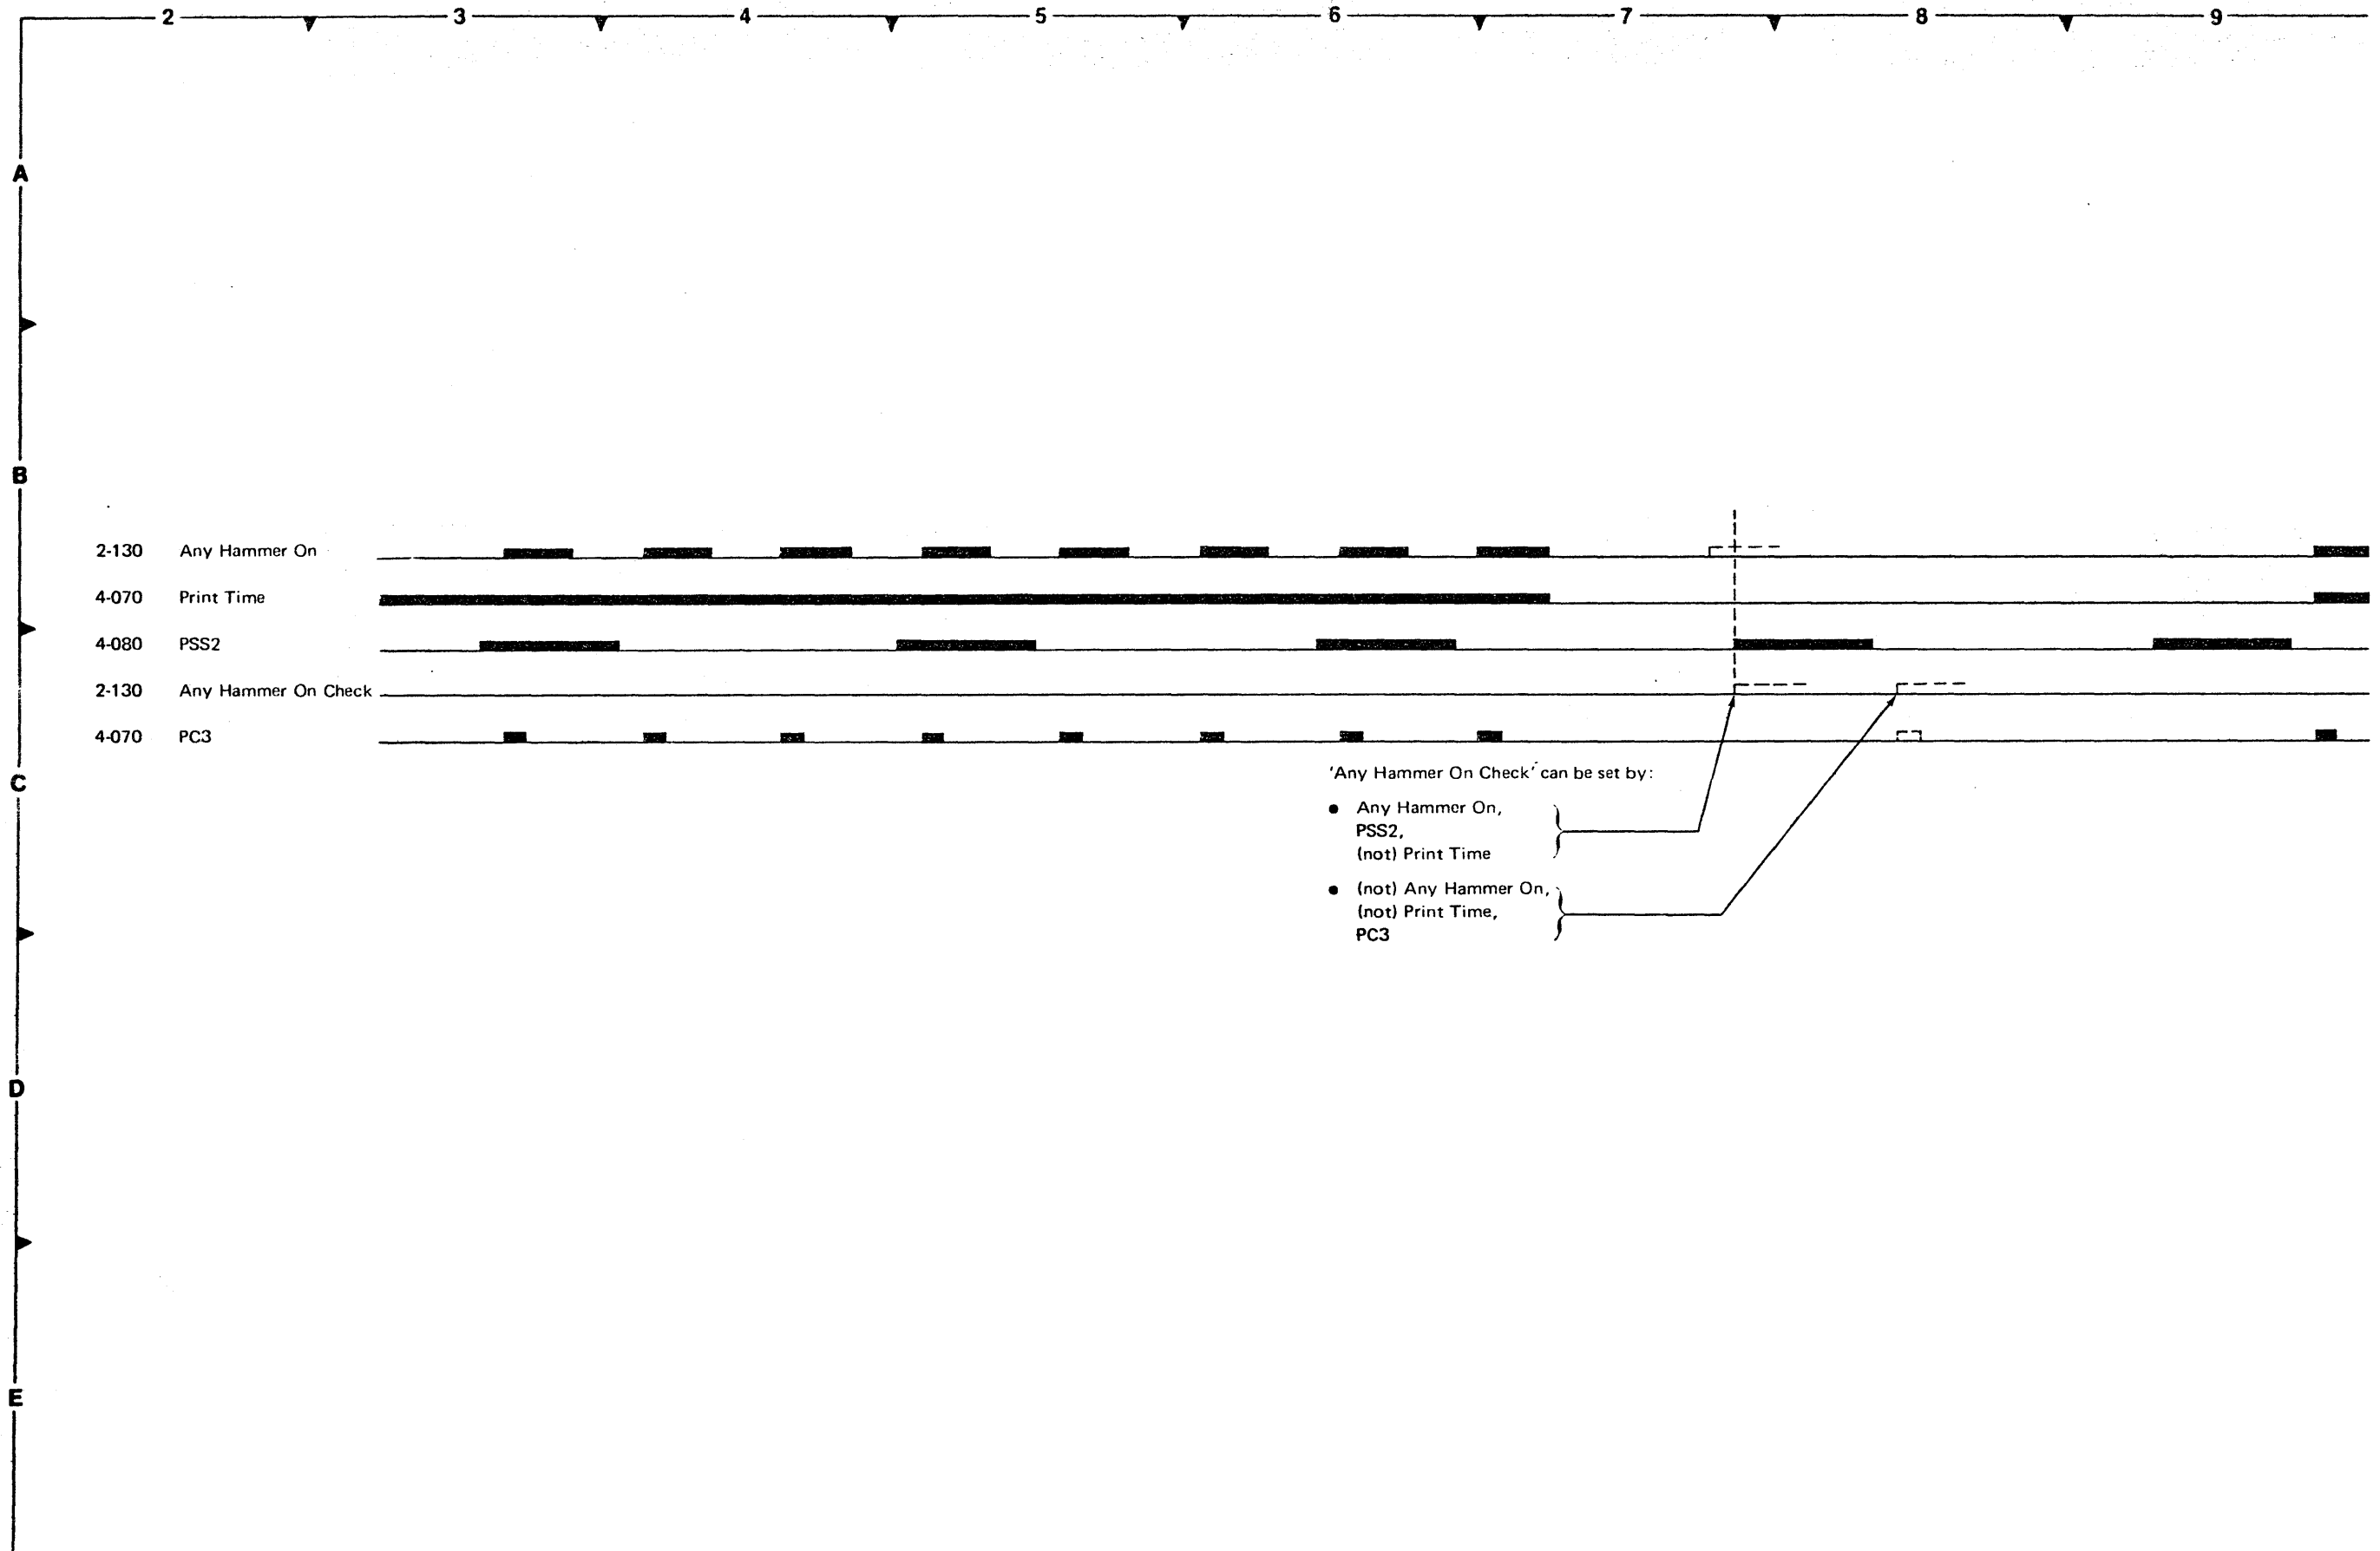 2 3 4 5 6 7 8 9
A
B
2-130 Any Hammer On
4-070 Print Time
4-080 PSS2
2-130 Any Hammer On Check
4-070 PC3
C
'Any Hammer On Check' can be set by:
● Any Hammer On,
PSS2,
(not) Print Time
● (not) Any Hammer On,
(not) Print Time,
PC3
D
E